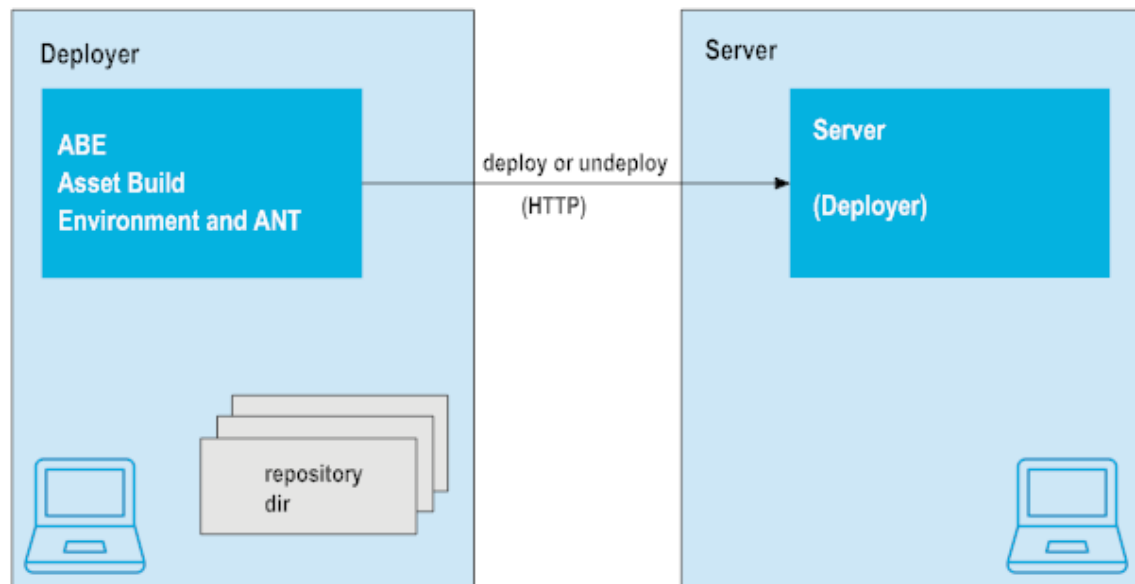 Deployer
ABE
Asset Build
Environment and ANT
repository
dir
deploy or undeploy
(HTTP)
Server
Server
(Deployer)